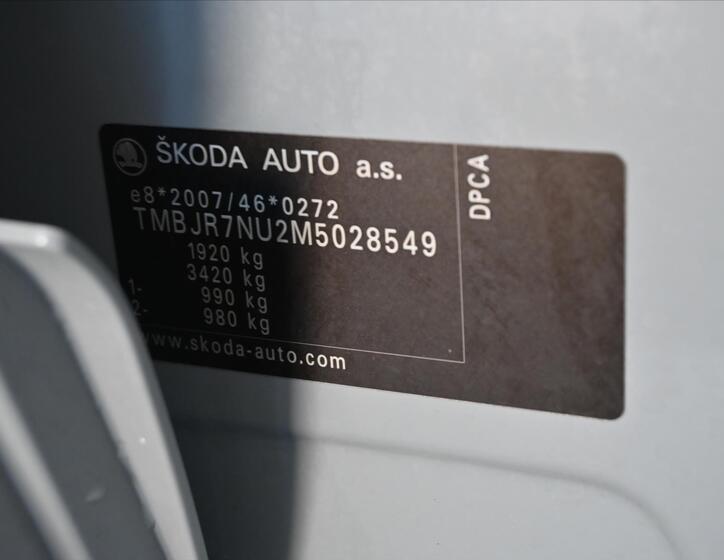 ŠKODA AUTO a.s.
e8*2007/46*0272
TMBJR7NU2M5028549
1920 kg
3420 kg
1- 990 kg
2- 980 kg
www.skoda-auto.com
DPCA